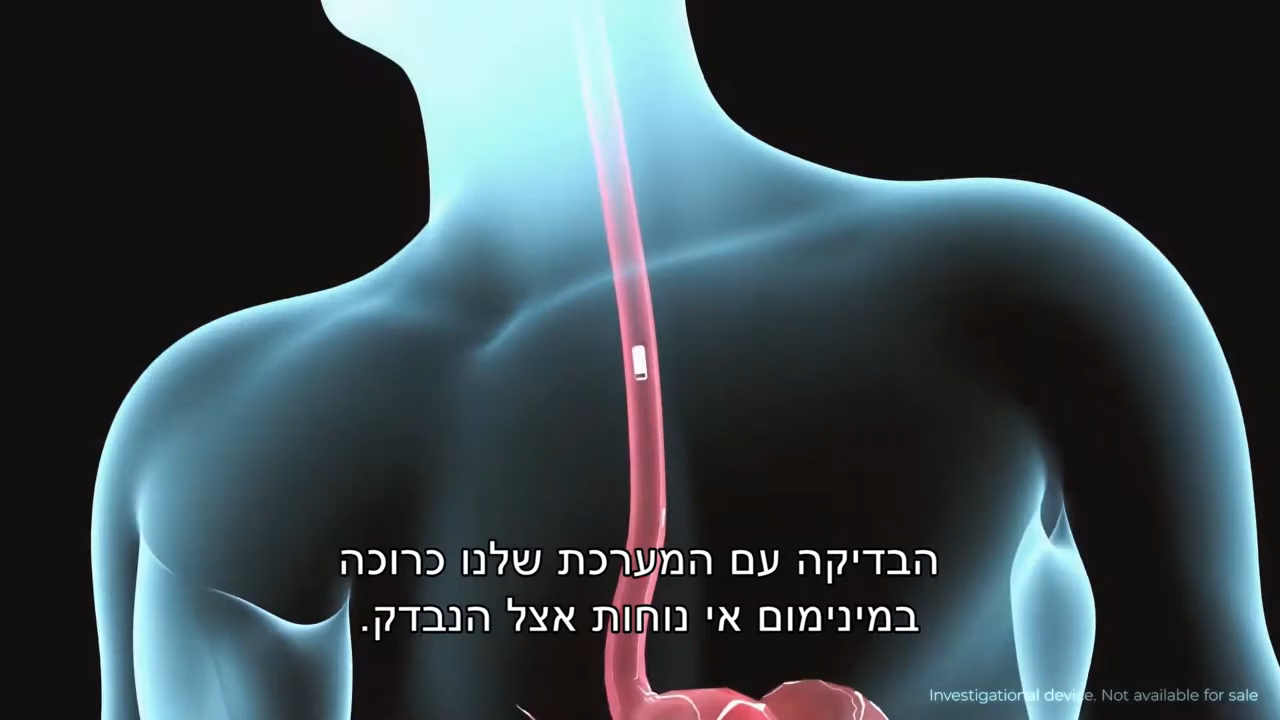 הבדיקה עם המערכת שלנו כרוכה
במינימום אי נוחות אצל הנבדק.
Investigational device. Not available for sale